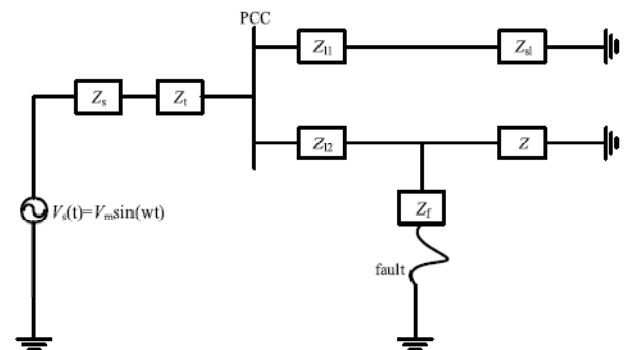 PCC
Zl1
Zsl
Zs
Zt
Zl2
Z
Vs(t)=Vmsin(wt)
Zf
fault